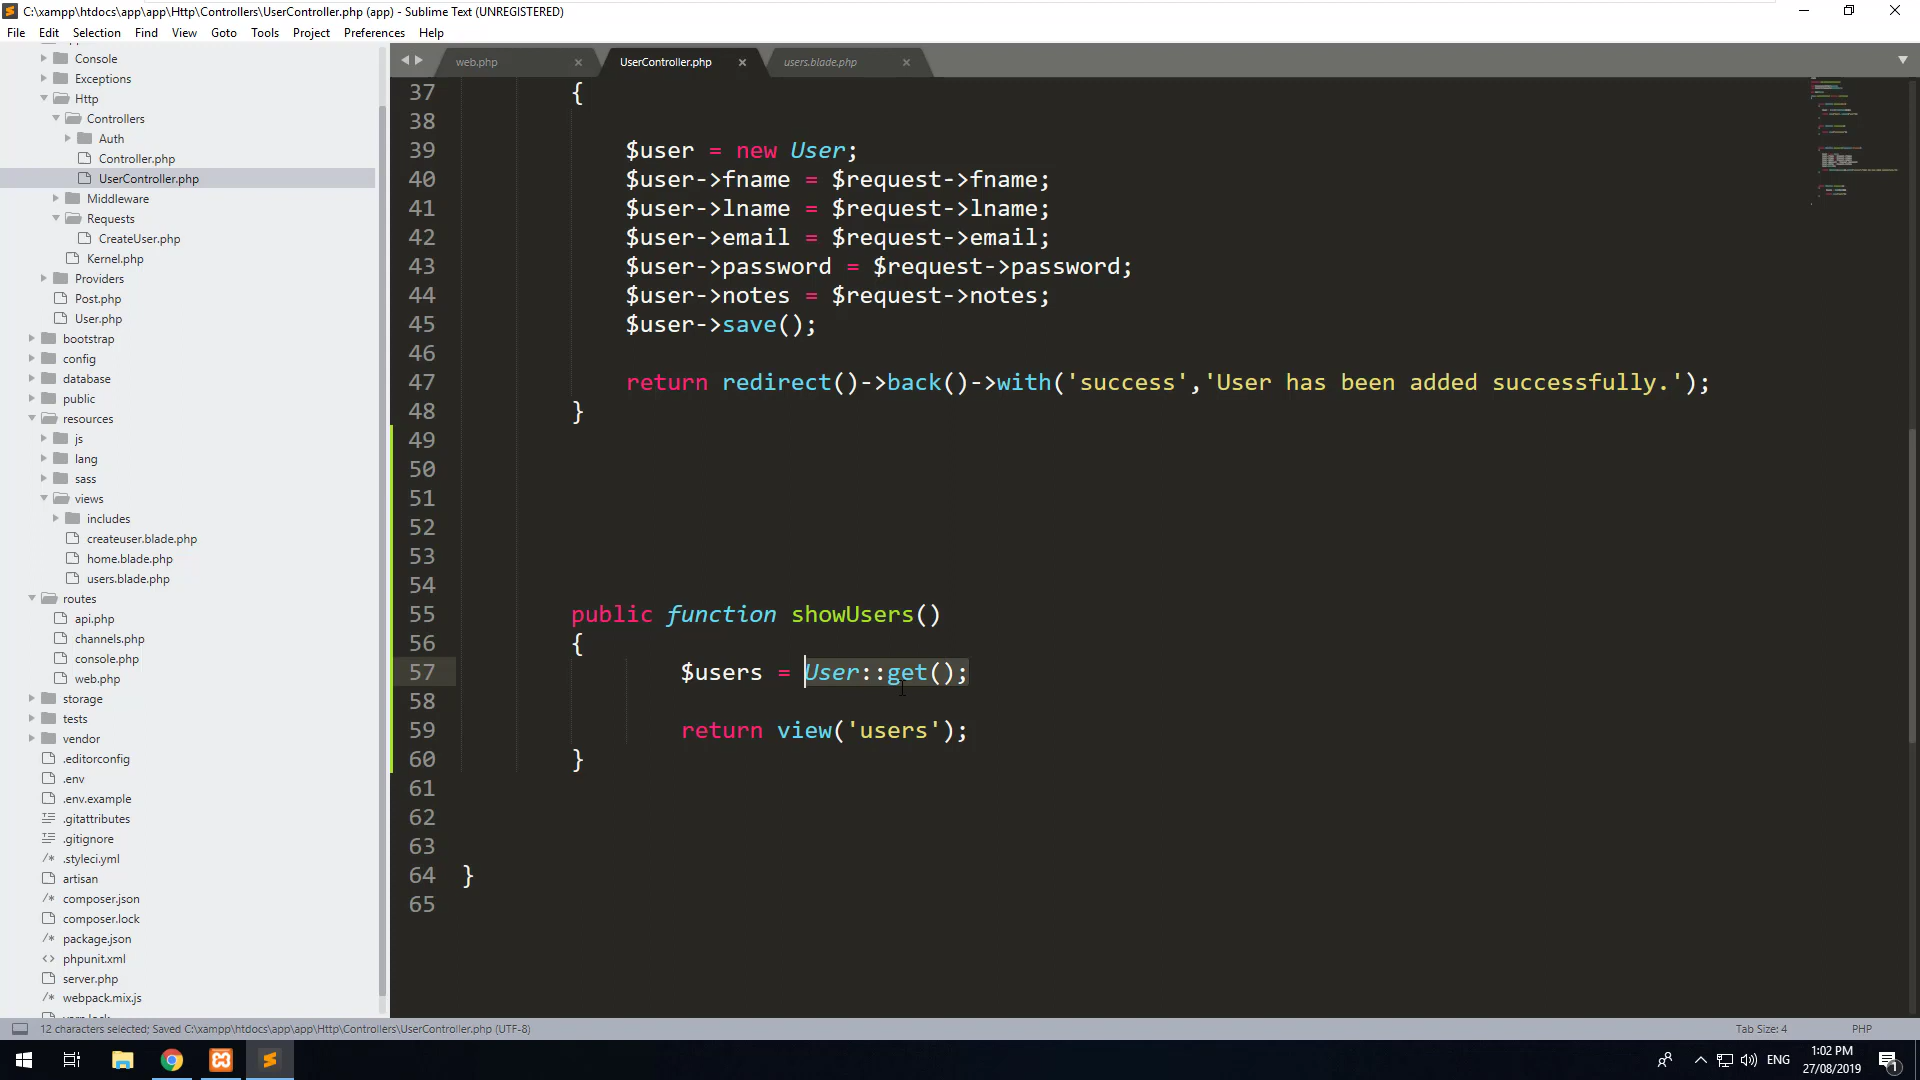 C:\xampp\htdocs\app\app\Http\Controllers\UserController.php (app) - Sublime Text (UNREGISTERED)
File Edit Selection Find View Goto Tools Project Preferences Help
Console
Exceptions
Http
Controllers
Auth
Controller.php
UserController.php
Middleware
Requests
CreateUser.php
Kernel.php
Providers
Post.php
User.php
bootstrap
config
database
public
resources
js
lang
sass
views
includes
createuser.blade.php
home.blade.php
users.blade.php
routes
api.php
channels.php
console.php
web.php
storage
tests
vendor
.editorconfig
.env
.env.example
.gitattributes
.gitignore
.styleci.yml
artisan
composer.json
composer.lock
package.json
phpunit.xml
server.php
webpack.mix.js
web.php UserController.php users.blade.php
37 {
38
39 $user = new User;
40 $user->fname = $request->fname;
41 $user->lname = $request->lname;
42 $user->email = $request->email;
43 $user->password = $request->password;
44 $user->notes = $request->notes;
45 $user->save();
46
47 return redirect()->back()->with('success','User has been added successfully.');
48 }
49
50
51
52
53
54
55 public function showUsers()
56 {
57 $users = User::get();
58
59 return view('users');
60 }
61
62
63
64 }
65
12 characters selected; Saved C:\xampp\htdocs\app\app\Http\Controllers\UserController.php (UTF-8) Tab Size: 4 PHP
ENG
1:02 PM
27/08/2019
1